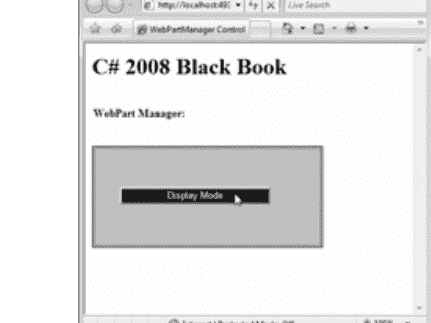 http://localhost:49
Live Search
WebPartManager Control
C# 2008 Black Book
WebPart Manager:
Display Mode